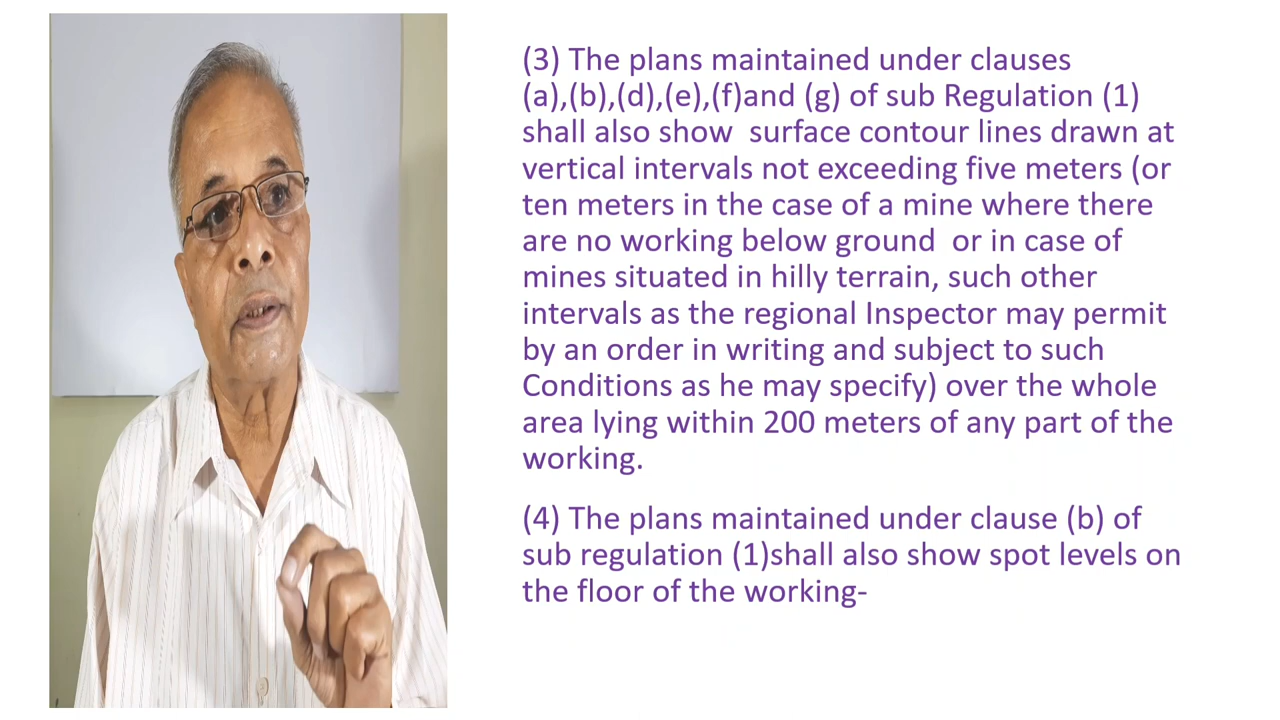 (3) The plans maintained under clauses
(a),(b),(d),(e),(f)and (g) of sub Regulation (1)
shall also show  surface contour lines drawn at
vertical intervals not exceeding five meters (or
ten meters in the case of a mine where there
are no working below ground  or in case of
mines situated in hilly terrain, such other
intervals as the regional Inspector may permit
by an order in writing and subject to such
Conditions as he may specify) over the whole
area lying within 200 meters of any part of the
working.
(4) The plans maintained under clause (b) of
sub regulation (1)shall also show spot levels on
the floor of the working-